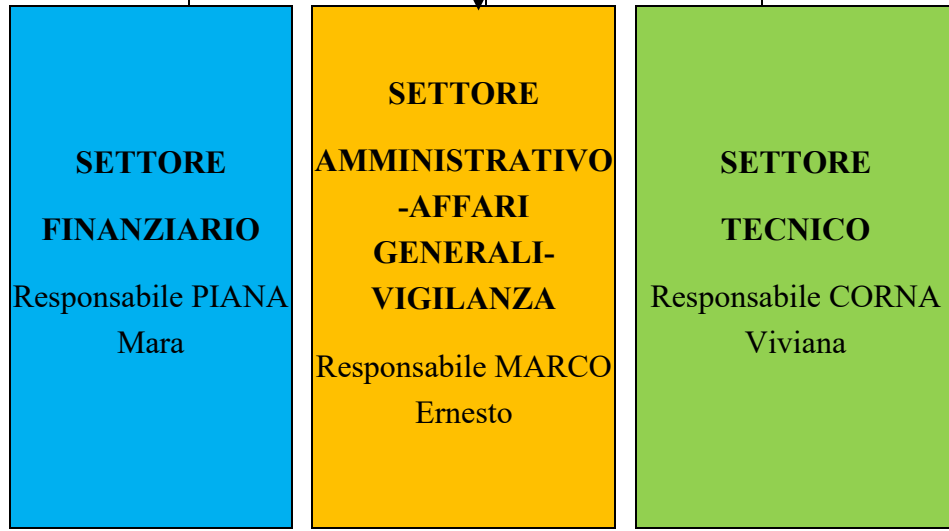 SETTORE
FINANZIARIO
Responsabile PIANA
Mara
SETTORE
AMMINISTRATIVO
-AFFARI
GENERALI-
VIGILANZA
Responsabile MARCO
Ernesto
SETTORE
TECNICO
Responsabile CORNA
Viviana